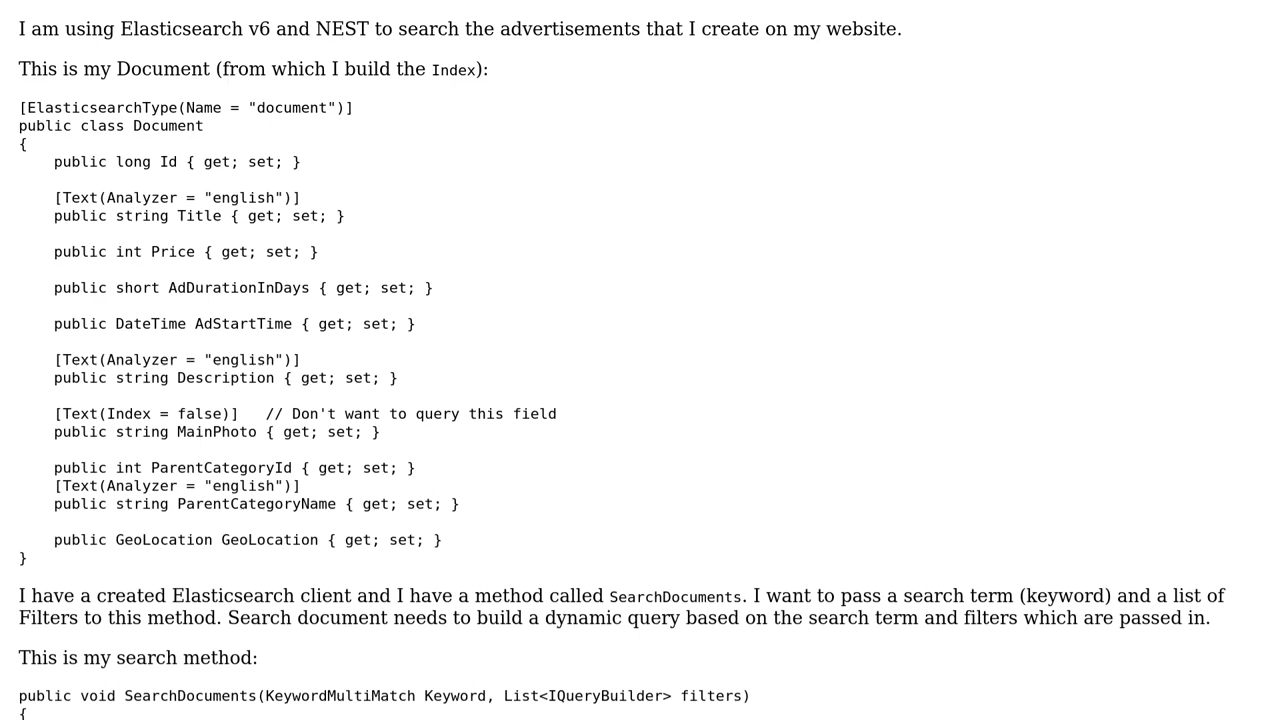 I am using Elasticsearch v6 and NEST to search the advertisements that I create on my website.
This is my Document (from which I build the Index):
[ElasticsearchType(Name = "document")]
public class Document
{
    public long Id { get; set; }
    [Text(Analyzer = "english")]
    public string Title { get; set; }
    public int Price { get; set; }
    public short AdDurationInDays { get; set; }
    public DateTime AdStartTime { get; set; }
    [Text(Analyzer = "english")]
    public string Description { get; set; }
    [Text(Index = false)]   // Don't want to query this field
    public string MainPhoto { get; set; }
    public int ParentCategoryId { get; set; }
    [Text(Analyzer = "english")]
    public string ParentCategoryName { get; set; }
    public GeoLocation GeoLocation { get; set; }
}
I have a created Elasticsearch client and I have a method called SearchDocuments. I want to pass a search term (keyword) and a list of
Filters to this method. Search document needs to build a dynamic query based on the search term and filters which are passed in.
This is my search method:
public void SearchDocuments(KeywordMultiMatch Keyword, List<IQueryBuilder> filters)
{